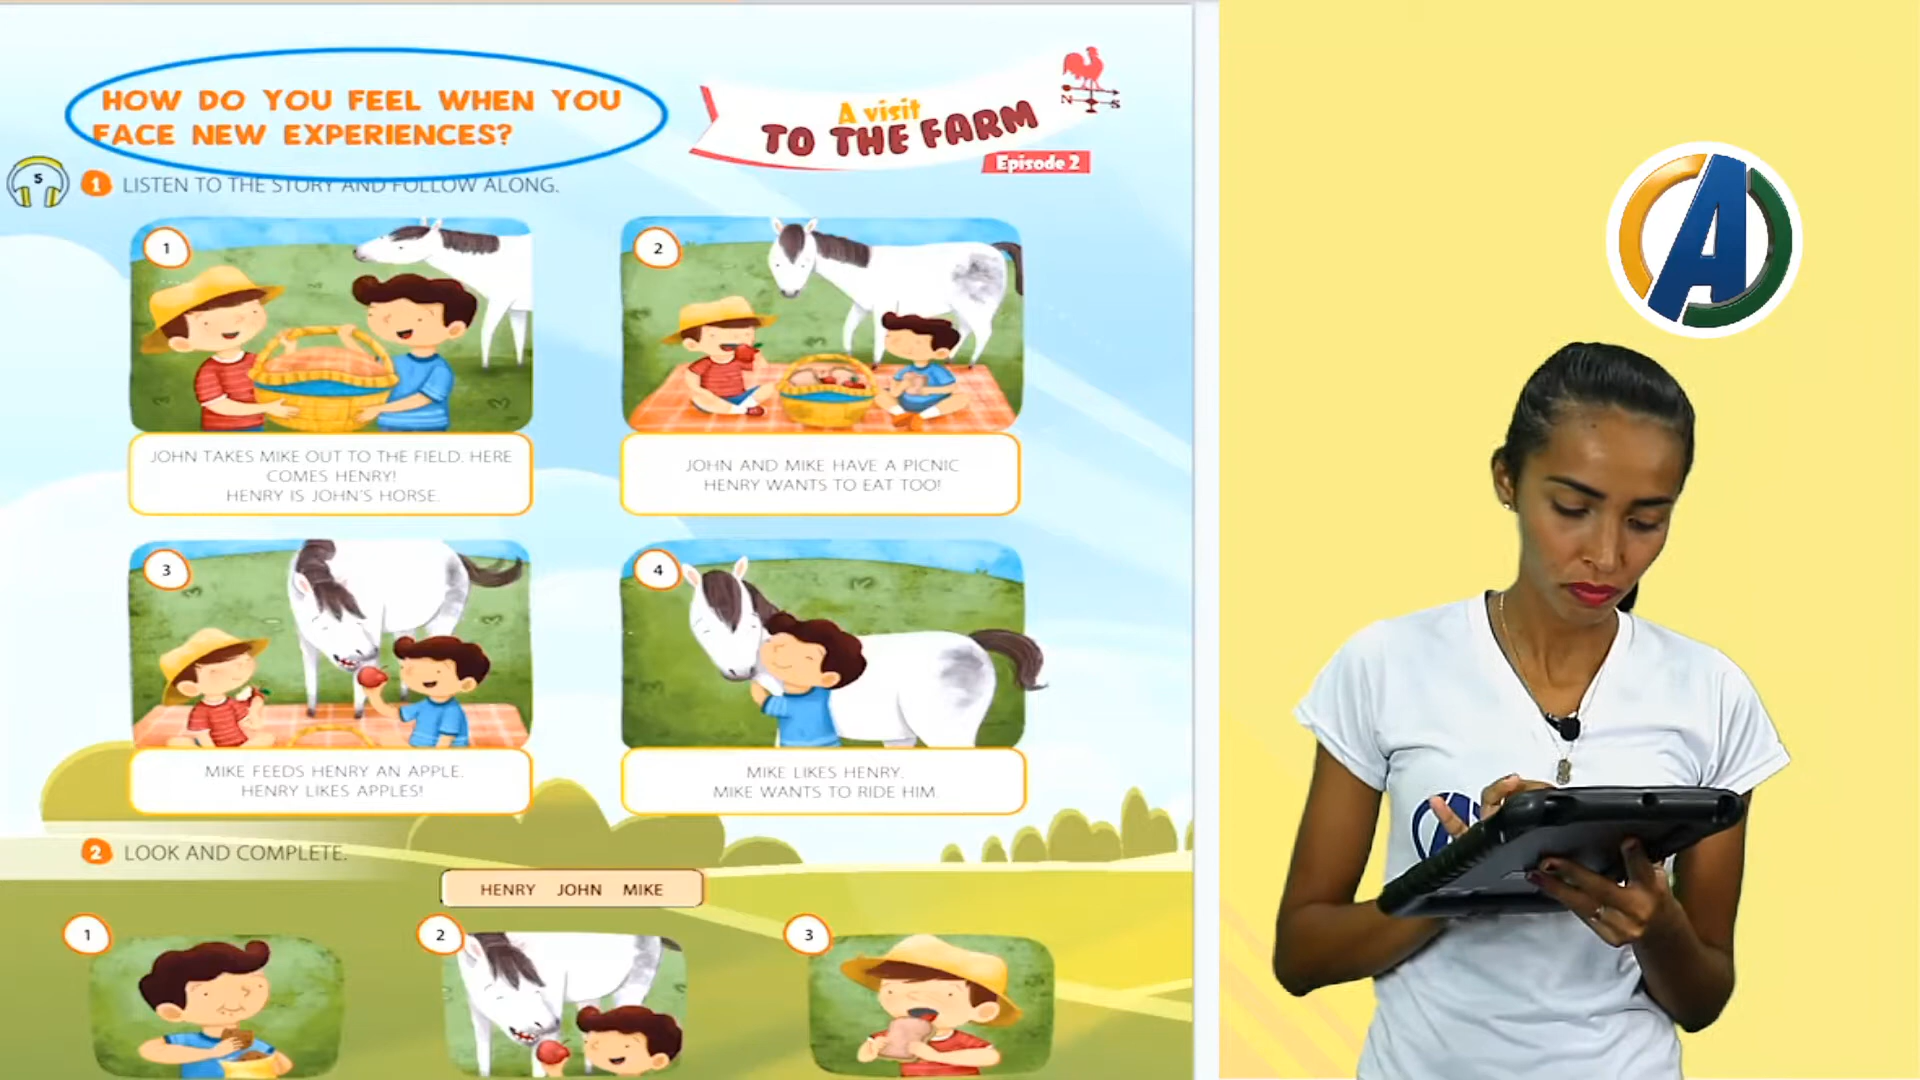 HOW DO YOU FEEL WHEN YOU
FACE NEW EXPERIENCES?
A visit
TO THE FARM
Episode 2
N S
5
1 LISTEN TO THE STORY AND FOLLOW ALONG.
1
2
JOHN TAKES MIKE OUT TO THE FIELD. HERE
COMES HENRY!
HENRY IS JOHN'S HORSE.
JOHN AND MIKE HAVE A PICNIC
HENRY WANTS TO EAT TOO!
3
4
MIKE FEEDS HENRY AN APPLE.
HENRY LIKES APPLES!
MIKE LIKES HENRY.
MIKE WANTS TO RIDE HIM.
2 LOOK AND COMPLETE.
HENRY JOHN MIKE
1
2
3
A